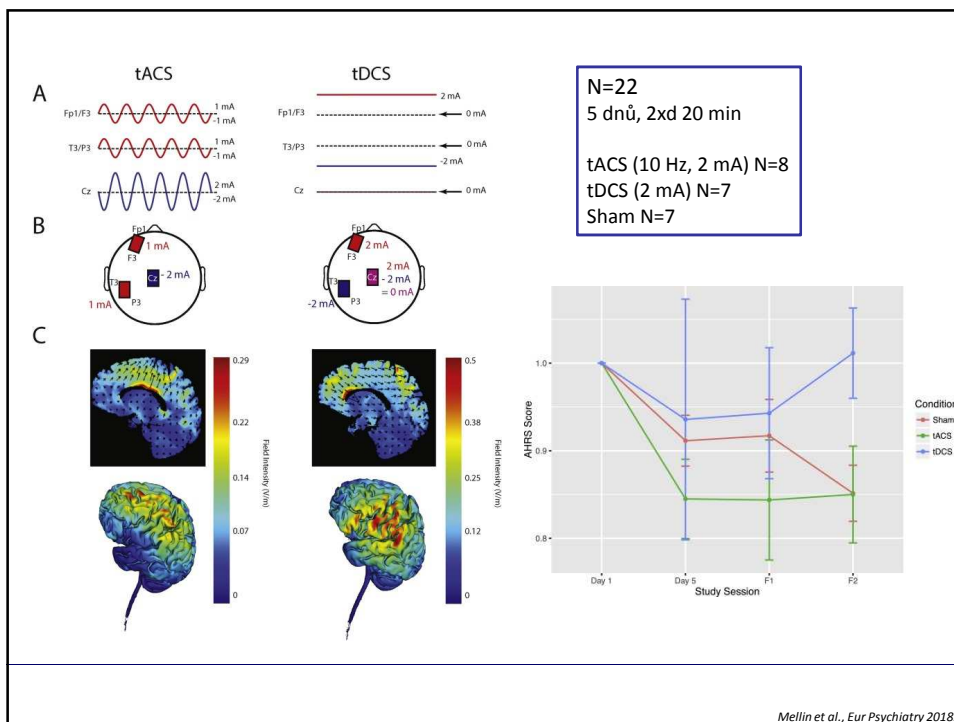 tACS
tDCS
A
Fp1/F3
1 mA
-1 mA
T3/P3
1 mA
-1 mA
Cz
2 mA
-2 mA
2 mA
Fp1/F3
0 mA
T3/P3
0 mA
-2 mA
Cz
0 mA
N=22
5 dnů, 2xd 20 min
tACS (10 Hz, 2 mA) N=8
tDCS (2 mA) N=7
Sham N=7
B
Fp1
F3
1 mA
Cz
- 2 mA
T3
P3
1 mA
Fp1
F3
2 mA
Cz
2 mA
- 2 mA
= 0 mA
T3
P3
-2 mA
C
0.29
0.22
0.14
0.07
0
Field Intensity (V/m)
0.5
0.38
0.25
0.12
0
Field Intensity (V/m)
AHRS Score
1.0
0.9
0.8
Day 1
Day 5
F1
F2
Study Session
Condition
Sham
tACS
tDCS
Mellin et al., Eur Psychiatry 2018